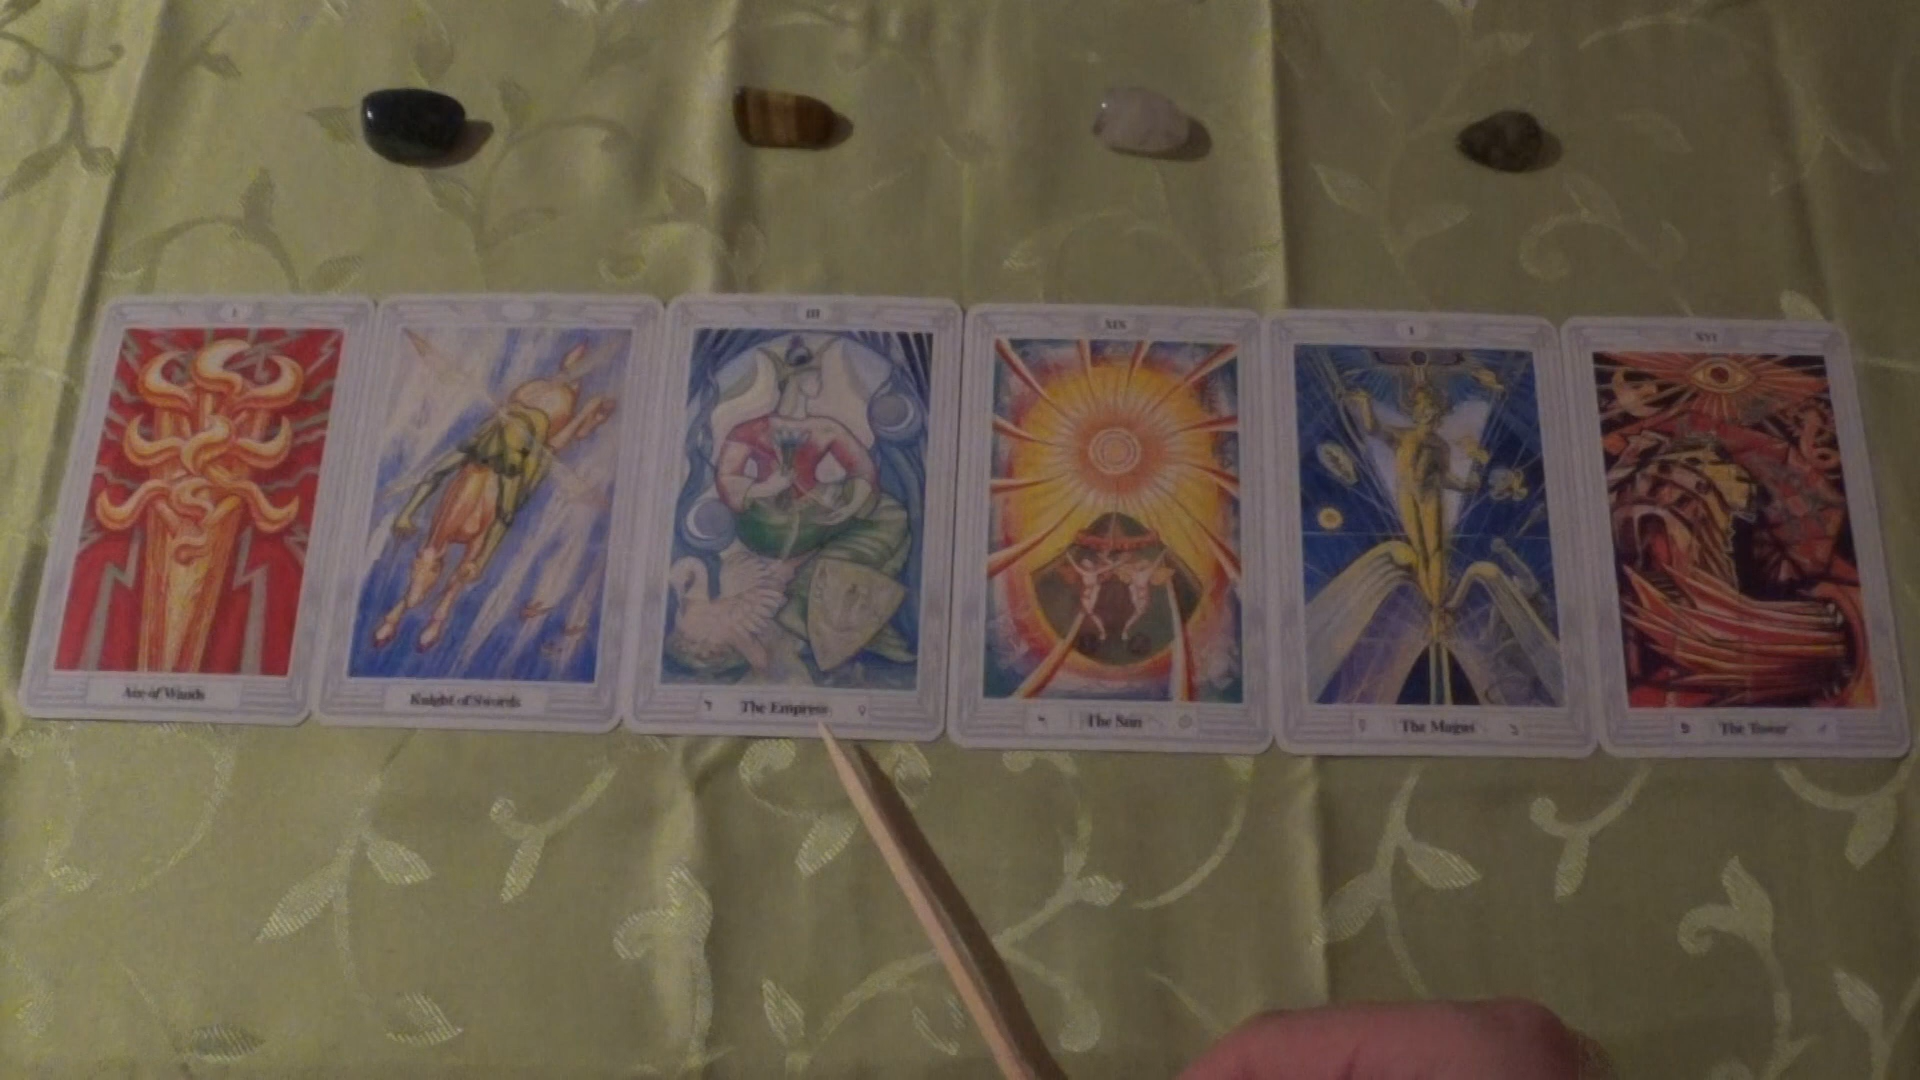 I
III
XIX
I
XVI
Ace of Wands
Knight of Swords
ד The Empress ♀
ר The Sun ☉
☿ The Magus ב
פ The Tower ♂